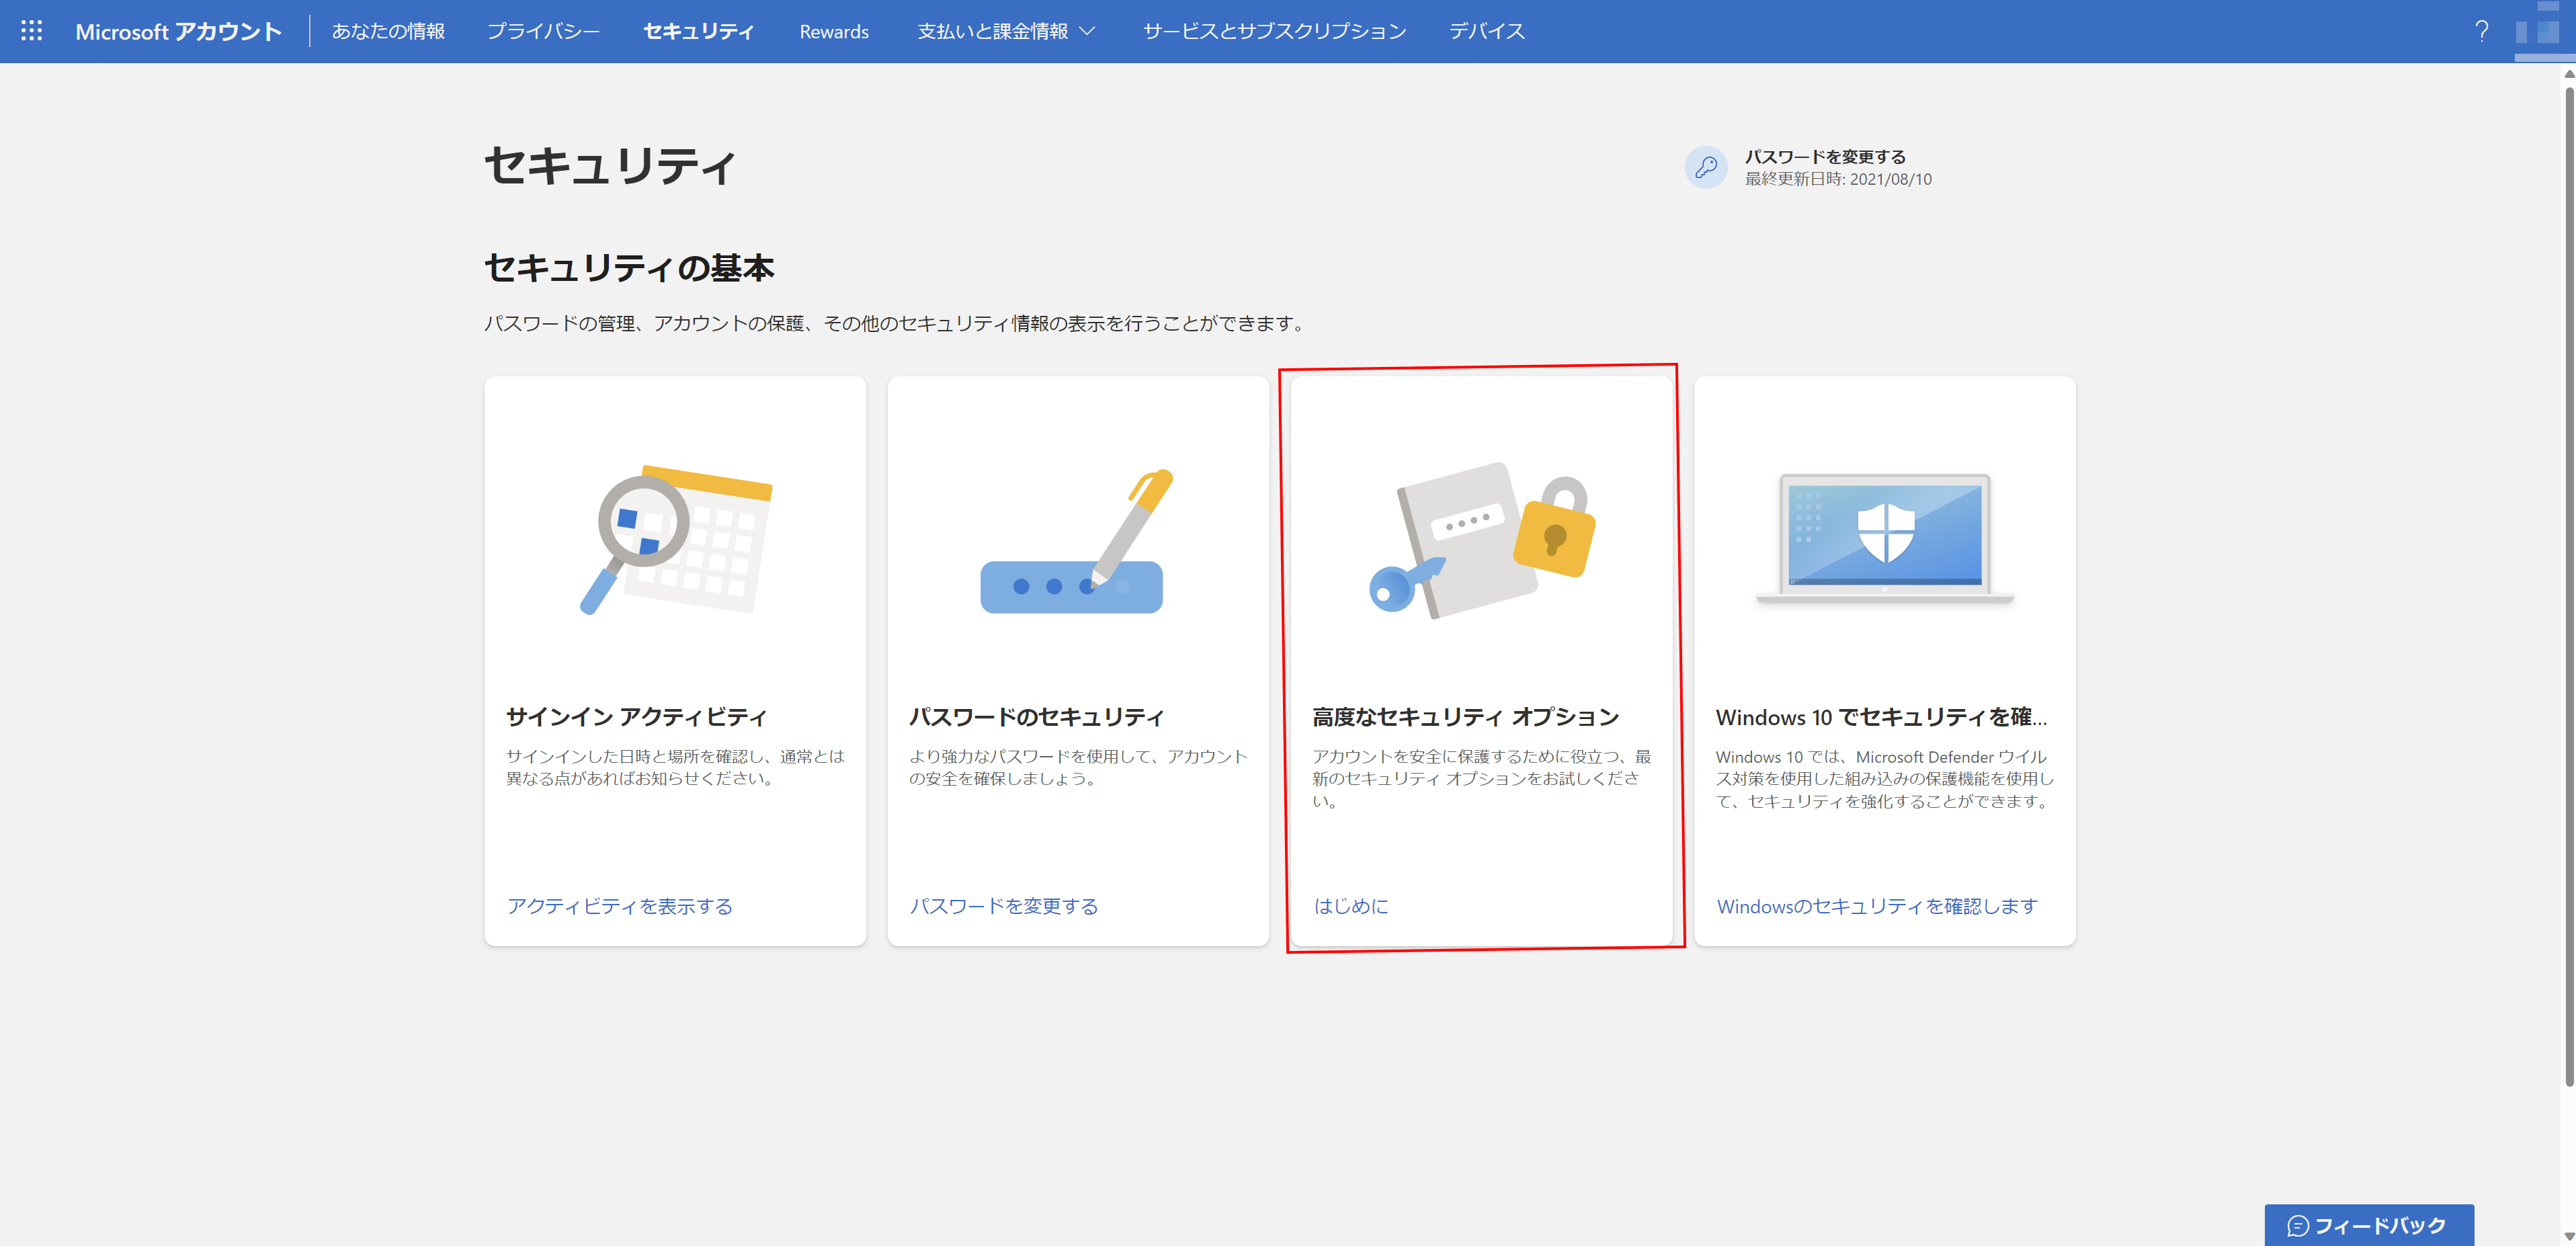 Microsoft アカウント
あなたの情報
プライバシー
セキュリティ
Rewards
支払いと課金情報
サービスとサブスクリプション
デバイス
?
セキュリティ
パスワードを変更する
最終更新日時: 2021/08/10
セキュリティの基本
パスワードの管理、アカウントの保護、その他のセキュリティ情報の表示を行うことができます。
サインイン アクティビティ
サインインした日時と場所を確認し、通常とは
異なる点があればお知らせください。
アクティビティを表示する
パスワードのセキュリティ
より強力なパスワードを使用して、アカウント
の安全を確保しましょう。
パスワードを変更する
高度なセキュリティ オプション
アカウントを安全に保護するために役立つ、最
新のセキュリティ オプションをお試しくださ
い。
はじめに
Windows 10 でセキュリティを確...
Windows 10 では、Microsoft Defender ウイル
ス対策を使用した組み込みの保護機能を使用し
て、セキュリティを強化することができます。
Windowsのセキュリティを確認します
フィードバック